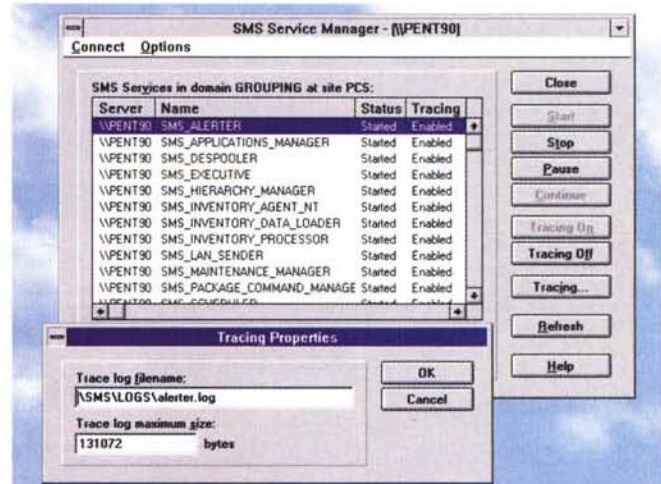 SMS Service Manager - [\\PENT90]
Connect Options
SMS Services in domain GROUPING at site PCS:
Server Name Status Tracing
\\PENT90 SMS_ALERTER Started Enabled
\\PENT90 SMS_APPLICATIONS_MANAGER Started Enabled
\\PENT90 SMS_DESPOOLER Started Enabled
\\PENT90 SMS_EXECUTIVE Started Enabled
\\PENT90 SMS_HIERARCHY_MANAGER Started Enabled
\\PENT90 SMS_INVENTORY_AGENT_NT Started Enabled
\\PENT90 SMS_INVENTORY_DATA_LOADER Started Enabled
\\PENT90 SMS_INVENTORY_PROCESSOR Started Enabled
\\PENT90 SMS_LAN_SENDER Started Enabled
\\PENT90 SMS_MAINTENANCE_MANAGER Started Enabled
\\PENT90 SMS_PACKAGE_COMMAND_MANAGE Started Enabled
\\PENT90 SMS_SCHEDULER Started Enabled
Close
Start
Stop
Pause
Continue
Tracing On
Tracing Off
Tracing...
Refresh
Help
Tracing Properties
Trace log filename:
\SMS\LOGS\alerter.log
Trace log maximum size:
131072 bytes
OK
Cancel